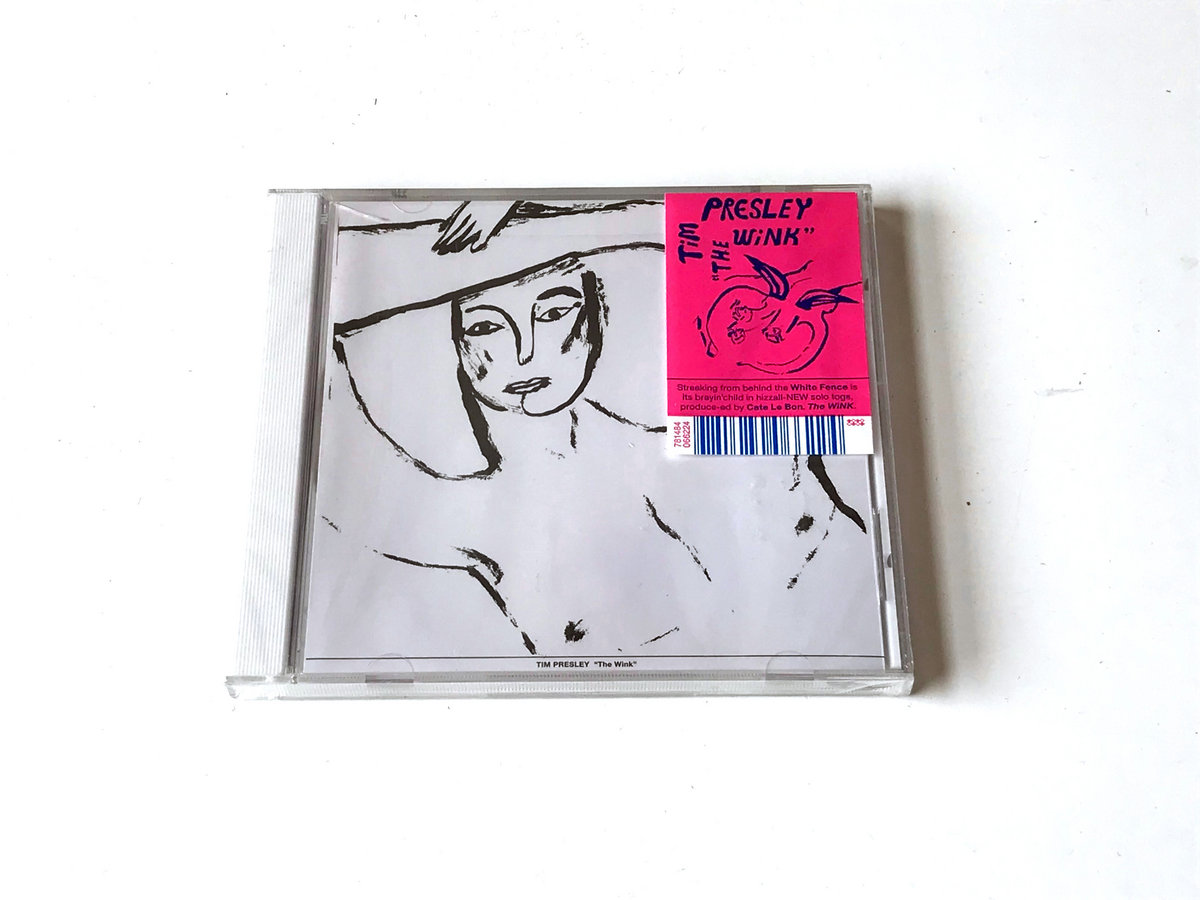 TiM PRESLEY
"THE WiNK"
Streaking from behind the White Fence is
its brayin'child in hizzall-NEW solo togs,
produce-ed by Cate Le Bon. The WiNK.
781484
066224
TIM PRESLEY "The Wink"